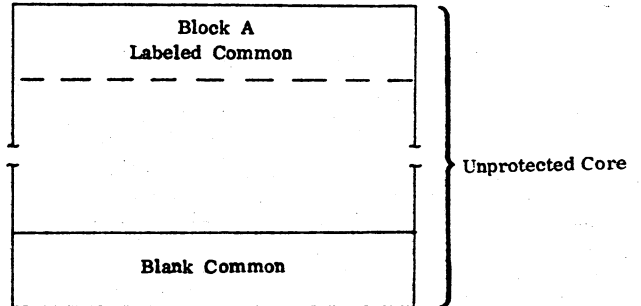 Block A
Labeled Common
Unprotected Core
Blank Common